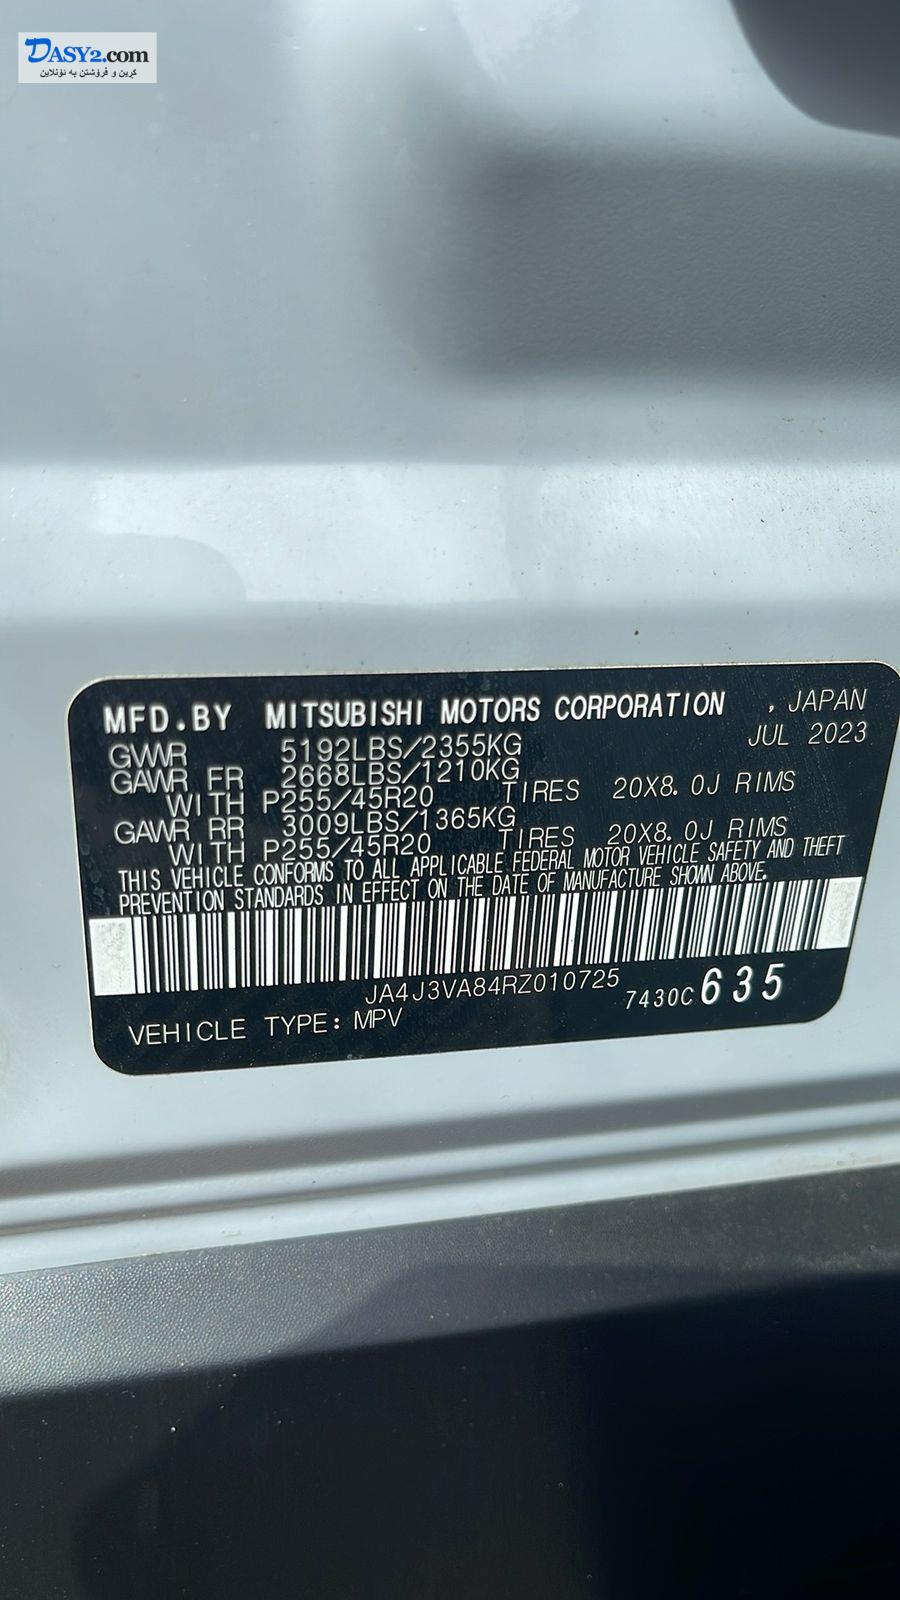 DASY2.com
كڕین و فرۆشتن بە ئۆنلاین
MFD.BY MITSUBISHI MOTORS CORPORATION , JAPAN
JUL 2023
GVWR 5192LBS/2355KG
GAWR FR 2668LBS/1210KG
WITH P255/45R20 TIRES 20X8.0J RIMS
GAWR RR 3009LBS/1365KG
WITH P255/45R20 TIRES 20X8.0J RIMS
THIS VEHICLE CONFORMS TO ALL APPLICABLE FEDERAL MOTOR VEHICLE SAFETY AND THEFT
PREVENTION STANDARDS IN EFFECT ON THE DATE OF MANUFACTURE SHOWN ABOVE.
JA4J3VA84RZ010725
VEHICLE TYPE: MPV 7430C 635